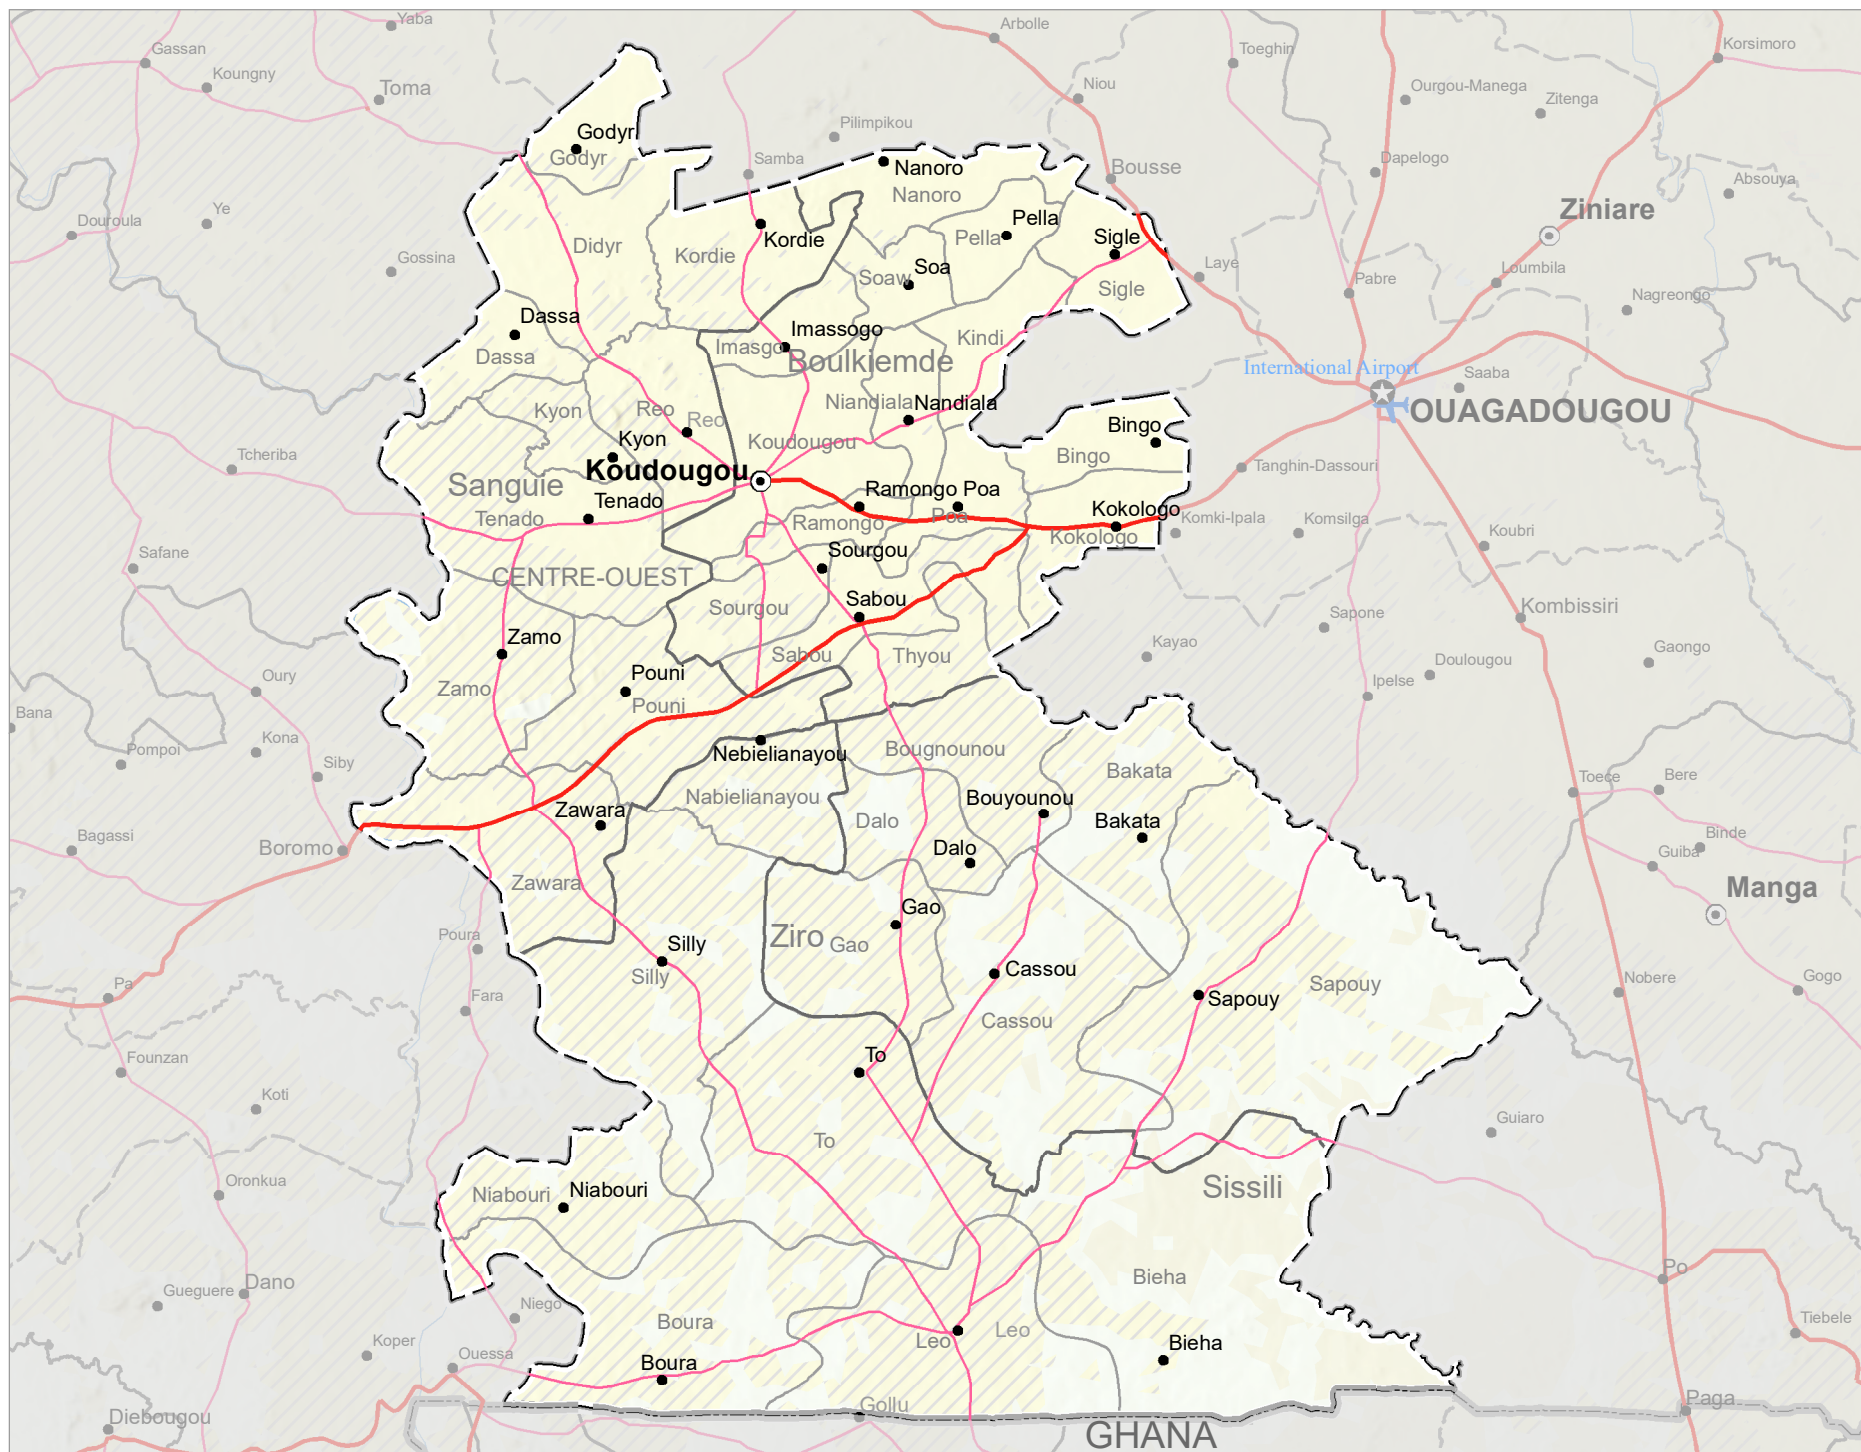 Yaba
Arbolle
Gassan
Toeghin
Korsimoro
Koungny
Toma
Niou
Ourgou-Manega
Zitenga
Godyr
Godyr
Pilimpikou
Samba
Nanoro
Nanoro
Bousse
Dapelogo
Absouya
Douroula
Ye
Ziniare
Didyr
Kordie
Kordie
Pella
Pella
Sigle
Sigle
Gossina
Soaw
Soa
Laye
Pabre
Loumbila
Nagreongo
Dassa
Dassa
Imassogo
Imasgo
Boulkiemde
Kindi
International Airport
Saaba
OUAGADOUGOU
Kyon
Reo
Reo
Niandiala
Nandiala
Bingo
Bingo
Kyon
Koudougou
Koudougou
Tcheriba
Tanghin-Dassouri
Sanguie
Tenado
Tenado
Ramongo
Poa
Ramongo
Poa
Kokologo
Kokologo
Komki-Ipala
Komsilga
Koubri
Safane
CENTRE-OUEST
Sourgou
Sourgou
Sabou
Sabou
Thyou
Sapone
Kombissiri
Zamo
Zamo
Pouni
Pouni
Kayao
Doulougou
Gaongo
Oury
Ipelse
Bana
Kona
Pompoi
Siby
Nebielianayou
Nabielianayou
Bougnounou
Bakata
Bakata
Toece
Bere
Zawara
Zawara
Dalo
Dalo
Bouyounou
Binde
Guiba
Bagassi
Boromo
Manga
Gao
Gao
Ziro
Poura
Silly
Silly
Cassou
Cassou
Sapouy
Sapouy
Nobere
Gogo
Pa
Fara
Founzan
To
To
Koti
Guiaro
Oronkua
Niabouri
Niabouri
Sissili
Gueguere
Dano
Niego
Bieha
Bieha
Po
Tiebele
Koper
Ouessa
Boura
Boura
Leo
Leo
Diebougou
Gollu
Paga
GHANA